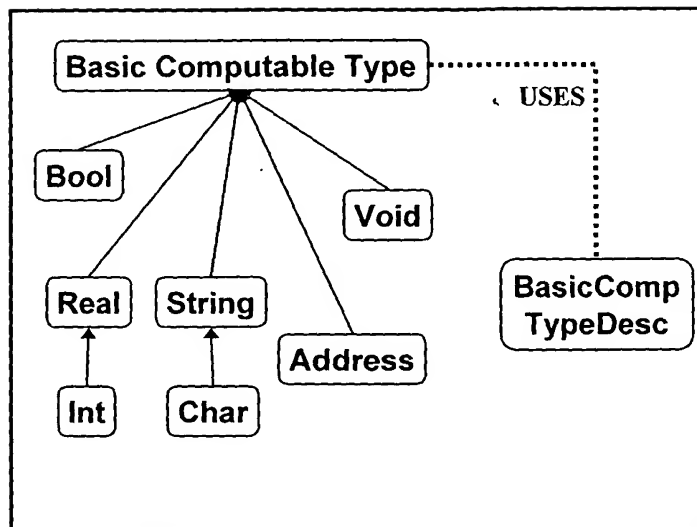 Basic Computable Type
USES
Bool
Void
Real
String
BasicComp
TypeDesc
Address
Int
Char